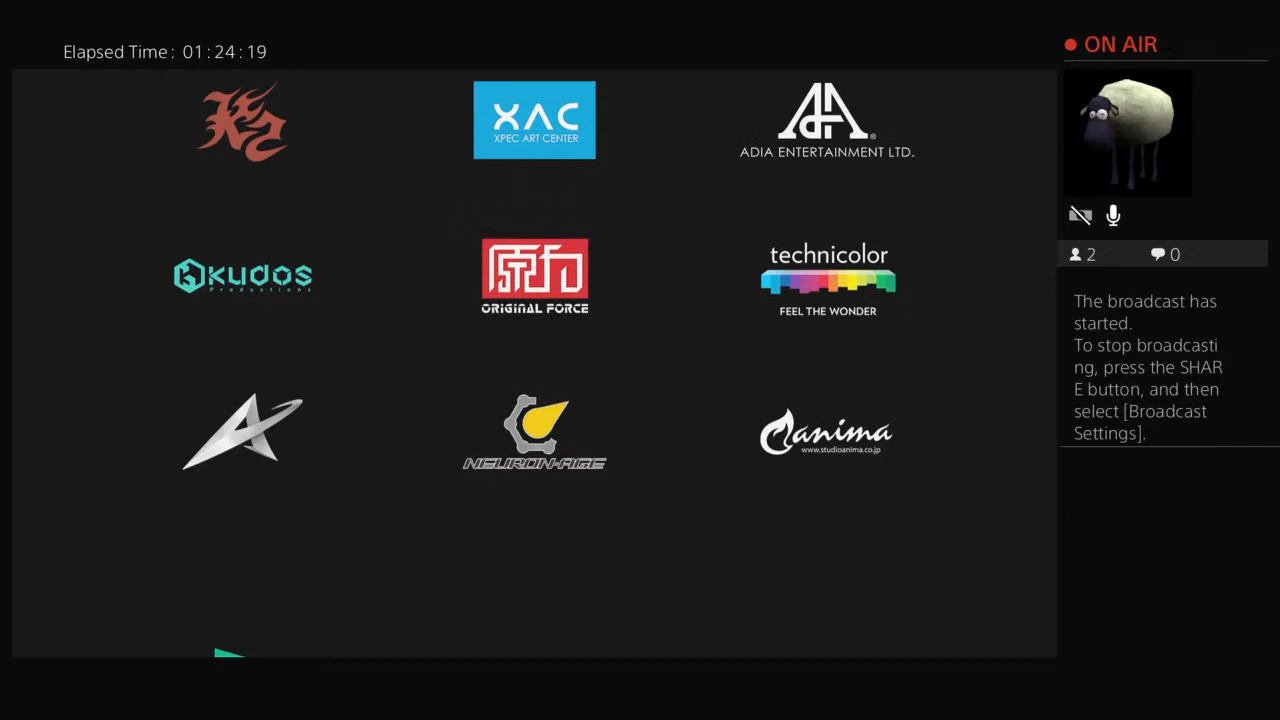 Elapsed Time: 01:24:19
ON AIR
XAC
XPEC ART CENTER
ADIA ENTERTAINMENT LTD.
®
kudos
Productions
原力
ORIGINAL FORCE
technicolor
FEEL THE WONDER
NEURON-AGE
anima
www.studioanima.co.jp
2
0
The broadcast has
started.
To stop broadcasti
ng, press the SHAR
E button, and then
select [Broadcast
Settings].